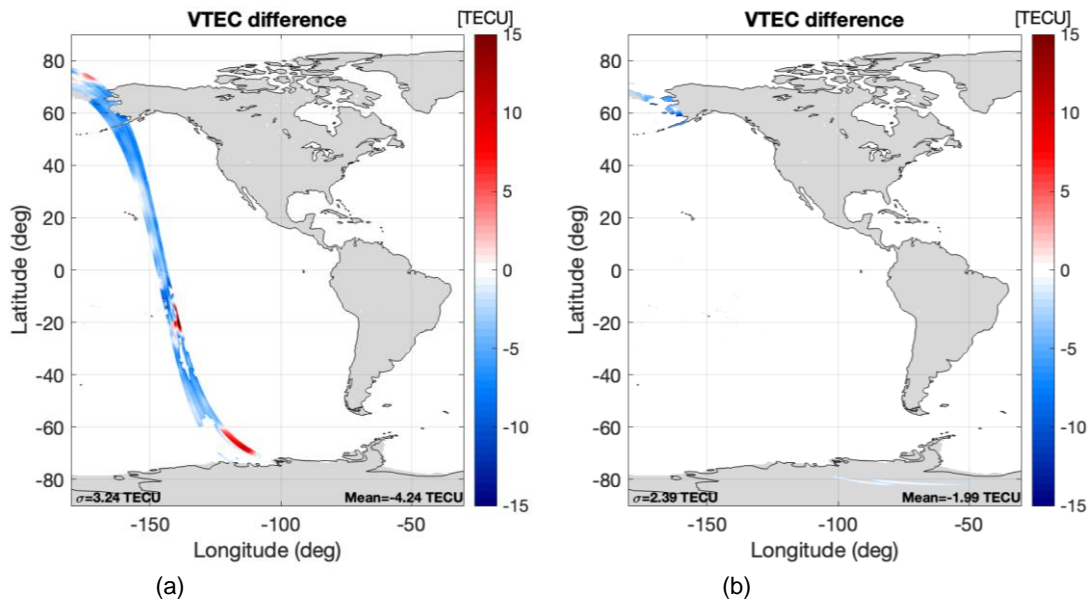 VTEC difference
[TECU]
80
60
40
20
0
-20
-40
-60
-80
Latitude (deg)
σ=3.24 TECU
Mean=-4.24 TECU
-150
-100
-50
Longitude (deg)
15
10
5
0
-5
-10
-15
(a)
VTEC difference
[TECU]
80
60
40
20
0
-20
-40
-60
-80
Latitude (deg)
σ=2.39 TECU
Mean=-1.99 TECU
-150
-100
-50
Longitude (deg)
15
10
5
0
-5
-10
-15
(b)